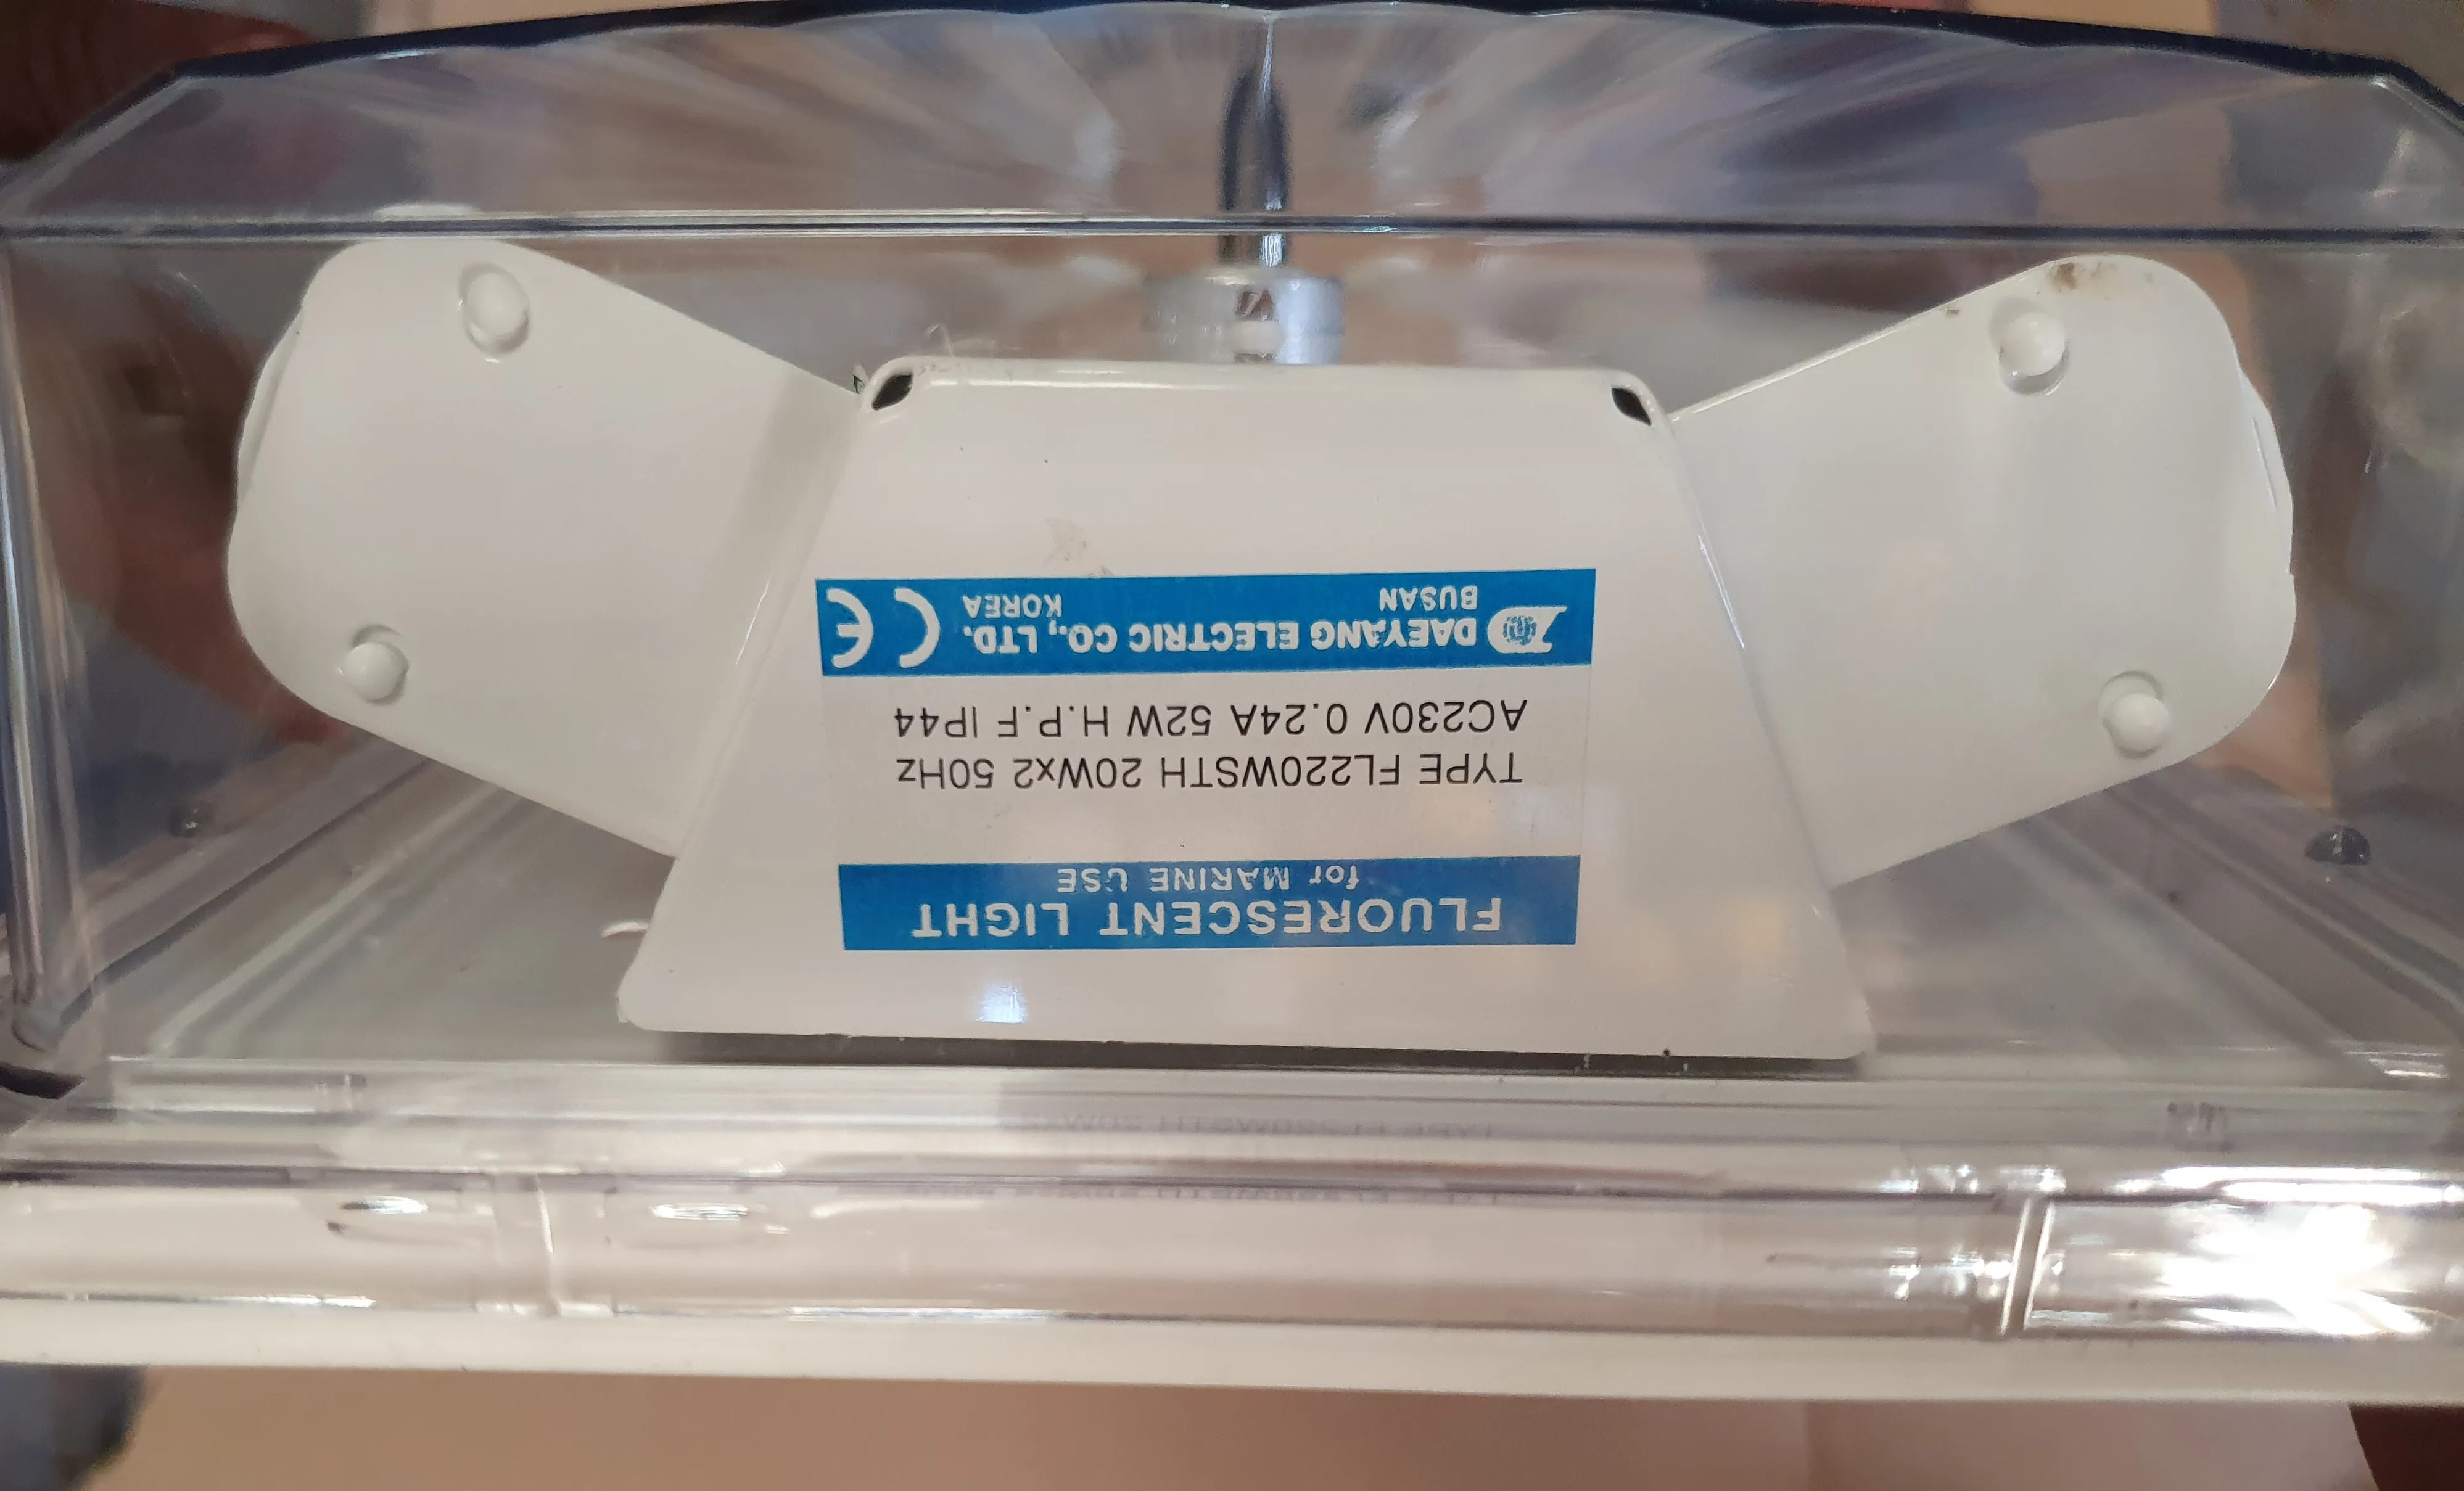 FLUORESCENT LIGHT
for MARINE USE
TYPE FL220WSTH 20Wx2 50Hz
AC230V 0.24A 52W H.P.F IP44
DAEYANG ELECTRIC CO., LTD.
BUSAN KOREA
CE